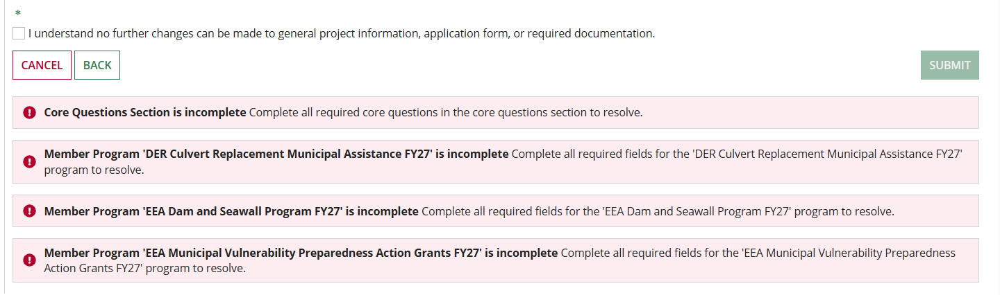 *
I understand no further changes can be made to general project information, application form, or required documentation.
CANCEL BACK SUBMIT
Core Questions Section is incomplete Complete all required core questions in the core questions section to resolve.
Member Program 'DER Culvert Replacement Municipal Assistance FY27' is incomplete Complete all required fields for the 'DER Culvert Replacement Municipal Assistance FY27'
program to resolve.
Member Program 'EEA Dam and Seawall Program FY27' is incomplete Complete all required fields for the 'EEA Dam and Seawall Program FY27' program to resolve.
Member Program 'EEA Municipal Vulnerability Preparedness Action Grants FY27' is incomplete Complete all required fields for the 'EEA Municipal Vulnerability Preparedness
Action Grants FY27' program to resolve.